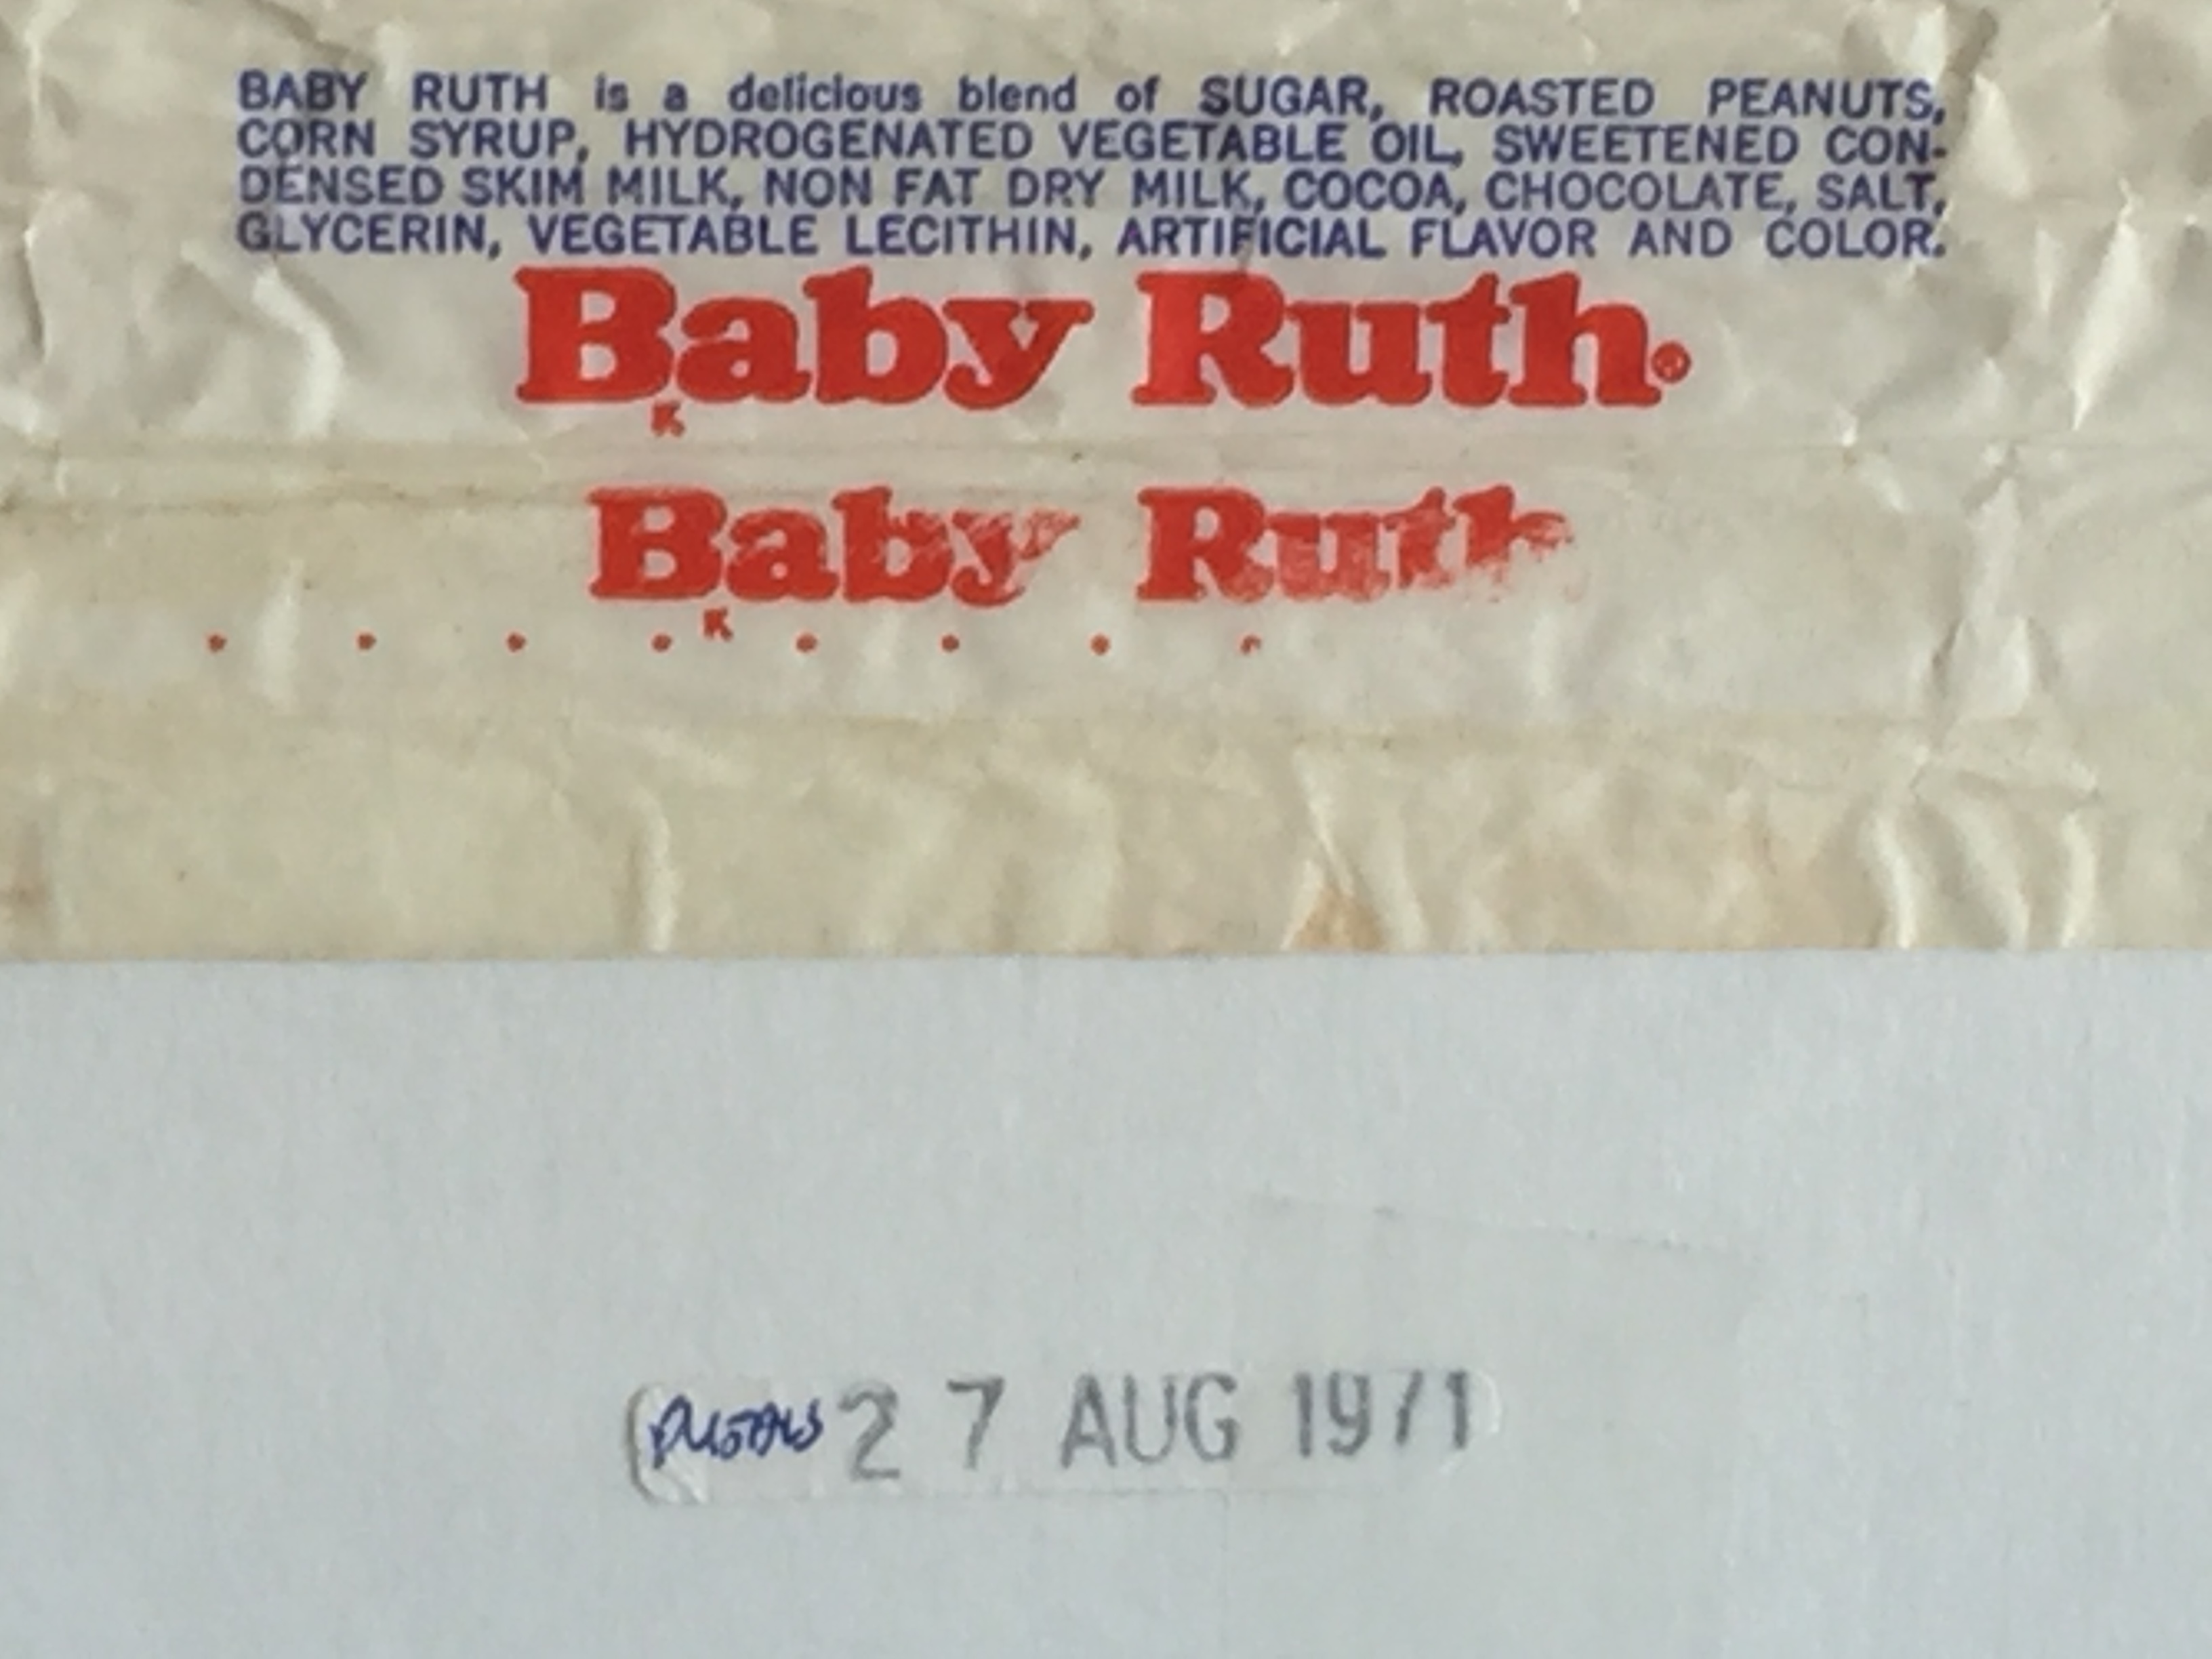 BABY RUTH is a delicious blend of SUGAR, ROASTED PEANUTS,
CORN SYRUP, HYDROGENATED VEGETABLE OIL, SWEETENED CON-
DENSED SKIM MILK, NON FAT DRY MILK, COCOA, CHOCOLATE, SALT,
GLYCERIN, VEGETABLE LECITHIN, ARTIFICIAL FLAVOR AND COLOR.
Baby Ruth®
K
Baby Ruth
K
27 AUG 1971